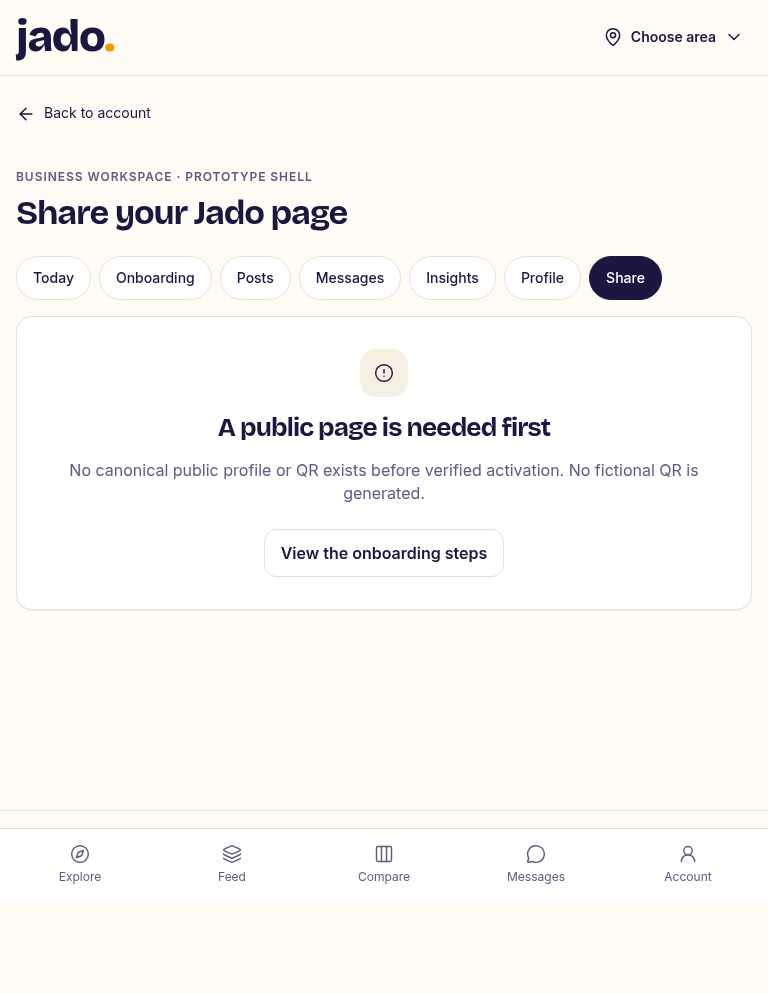 jado.
Choose area
Back to account
BUSINESS WORKSPACE · PROTOTYPE SHELL
Share your Jado page
Today
Onboarding
Posts
Messages
Insights
Profile
Share
A public page is needed first
No canonical public profile or QR exists before verified activation. No fictional QR is
generated.
View the onboarding steps
Explore
Feed
Compare
Messages
Account